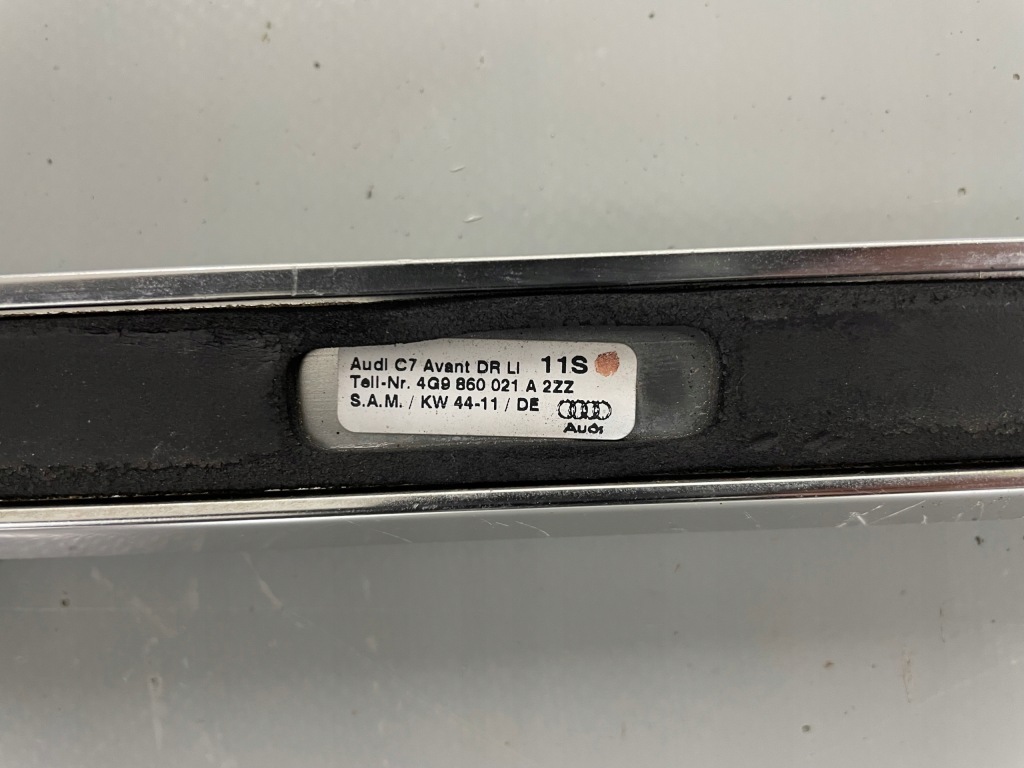 Audi C7 Avant DR LI 11S
Teil-Nr. 4G9 860 021 A 2ZZ
S.A.M. / KW 44-11 / DE
Audi